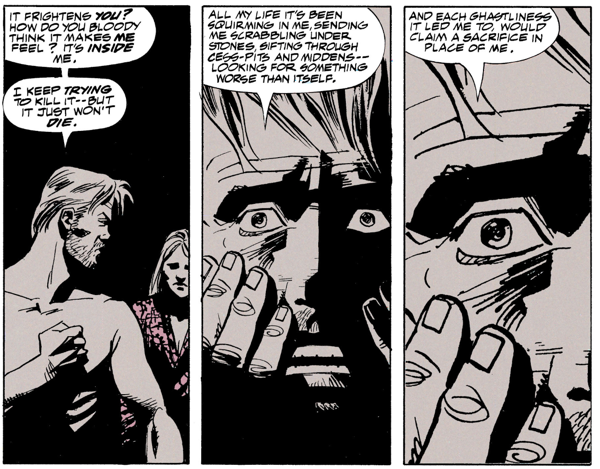 IT FRIGHTENS YOU?
HOW DO YOU BLOODY
THINK IT MAKES ME
FEEL? IT'S INSIDE
ME.
I KEEP TRYING
TO KILL IT--BUT
IT JUST WON'T
DIE.
ALL MY LIFE IT'S BEEN
SQUIRMING IN ME, SENDING
ME SCRABBLING UNDER
STONES, SIFTING THROUGH
CESS-PITS AND MIDDENS--
LOOKING FOR SOMETHING
WORSE THAN ITSELF.
AND EACH GHASTLINESS
IT LED ME TO, WOULD
CLAIM A SACRIFICE IN
PLACE OF ME.